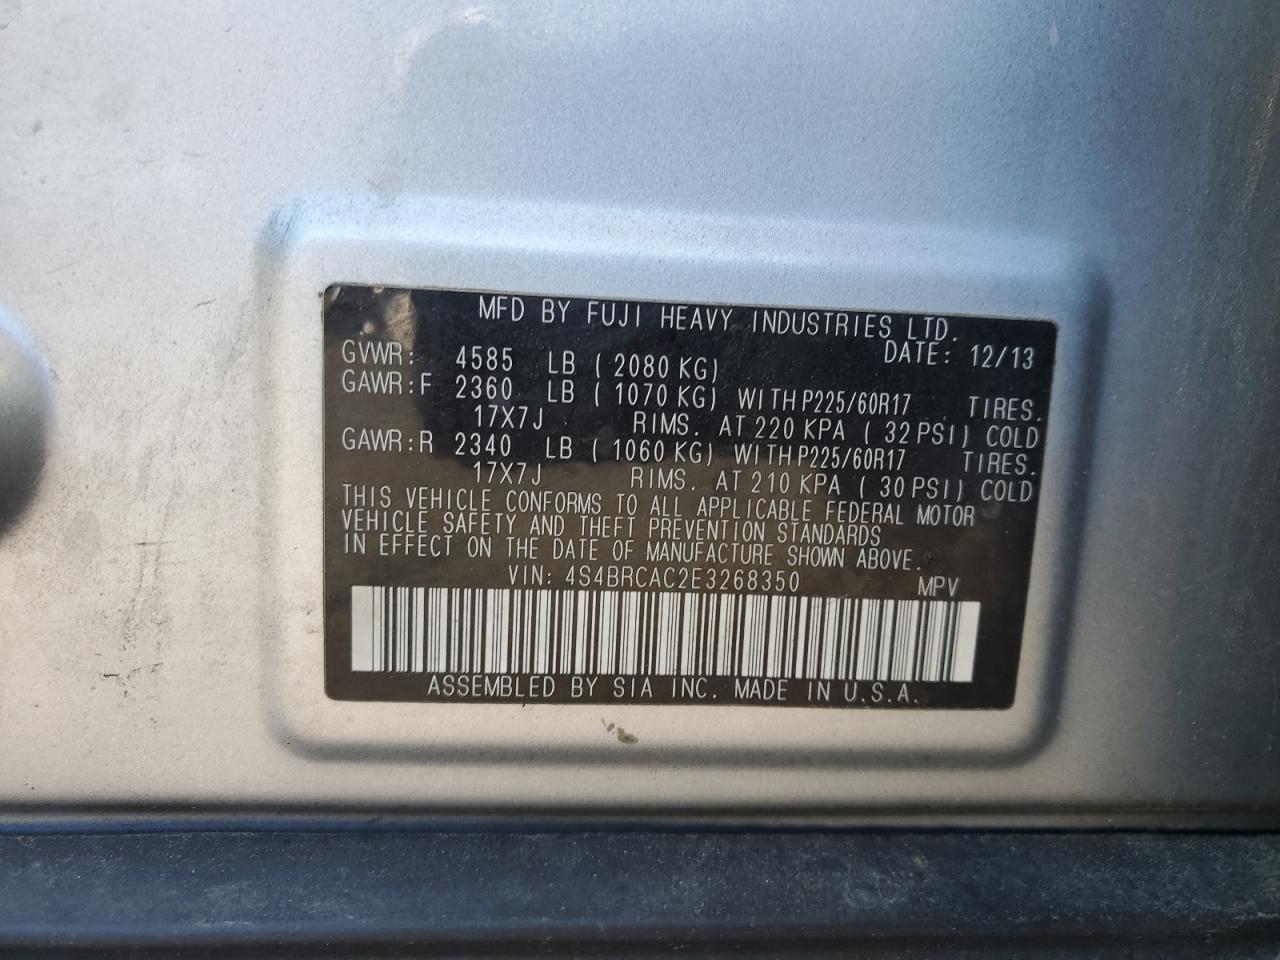 MFD BY FUJI HEAVY INDUSTRIES LTD.
DATE: 12/13
GVWR: 4585 LB ( 2080 KG)
GAWR:F 2360 LB ( 1070 KG) WITH P225/60R17 TIRES.
17X7J RIMS. AT 220 KPA ( 32 PSI) COLD
GAWR:R 2340 LB ( 1060 KG) WITH P225/60R17 TIRES.
17X7J RIMS. AT 210 KPA ( 30 PSI) COLD
THIS VEHICLE CONFORMS TO ALL APPLICABLE FEDERAL MOTOR
VEHICLE SAFETY AND THEFT PREVENTION STANDARDS
IN EFFECT ON THE DATE OF MANUFACTURE SHOWN ABOVE.
VIN: 4S4BRCAC2E3268350 MPV
ASSEMBLED BY SIA INC. MADE IN U.S.A.